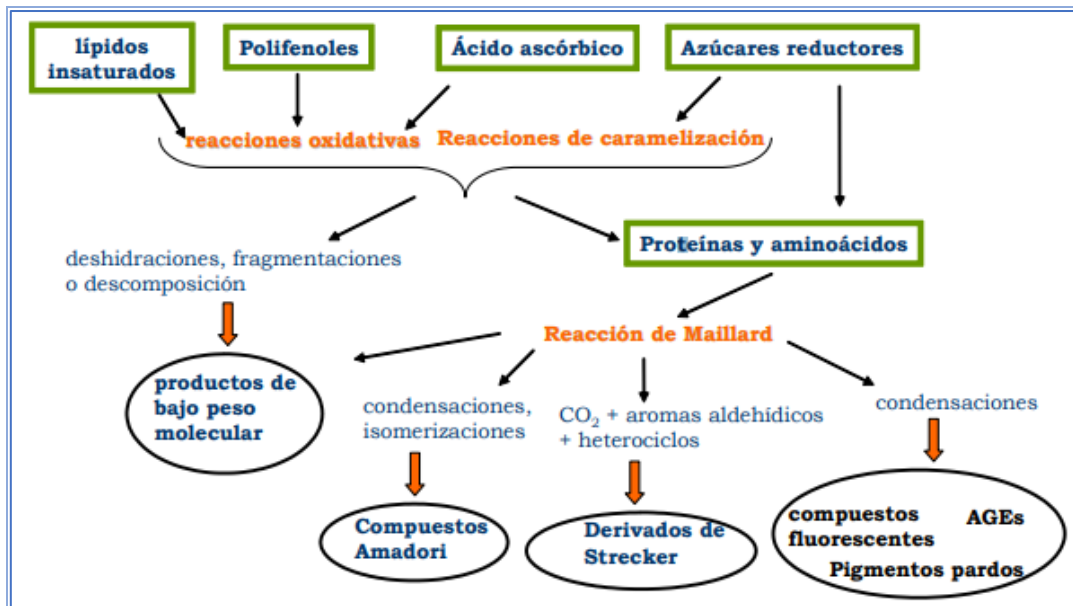 lípidos
insaturados
Polifenoles
Ácido ascórbico
Azúcares reductores
reacciones oxidativas
Reacciones de caramelización
deshidraciones, fragmentaciones
o descomposición
Proteínas y aminoácidos
Reacción de Maillard
productos de
bajo peso
molecular
condensaciones,
isomerizaciones
CO₂ + aromas aldehídicos
+ heterociclos
condensaciones
Compuestos
Amadori
Derivados de
Strecker
compuestos
fluorescentes
AGEs
Pigmentos pardos